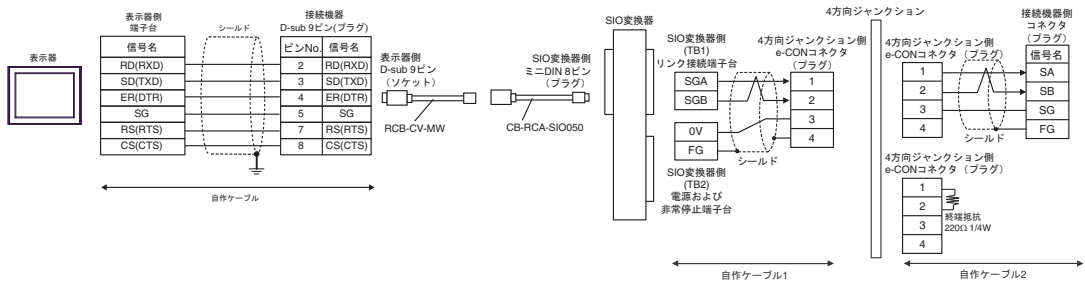 表示器
表示器側
端子台
信号名
RD(RXD)
SD(TXD)
ER(DTR)
SG
RS(RTS)
CS(CTS)
シールド
接続機器
D-sub 9ピン(プラグ)
ピンNo. 信号名
2 RD(RXD)
3 SD(TXD)
4 ER(DTR)
5 SG
7 RS(RTS)
8 CS(CTS)
自作ケーブル
表示器側
D-sub 9ピン
(ソケット)
RCB-CV-MW
SIO変換器側
ミニDIN 8ピン
(プラグ)
CB-RCA-SIO050
SIO変換器
SIO変換器側
(TB1)
リンク接続端子台
SGA
SGB
0V
FG
SIO変換器側
(TB2)
電源および
非常停止端子台
シールド
4方向ジャンクション側
e-CONコネクタ
(プラグ)
1
2
3
4
自作ケーブル1
4方向ジャンクション
4方向ジャンクション側
e-CONコネクタ (プラグ)
1
2
3
4
シールド
接続機器側
コネクタ
(プラグ)
信号名
SA
SB
SG
FG
4方向ジャンクション側
e-CONコネクタ (プラグ)
1
2
3
4
終端抵抗
220Ω 1/4W
自作ケーブル2